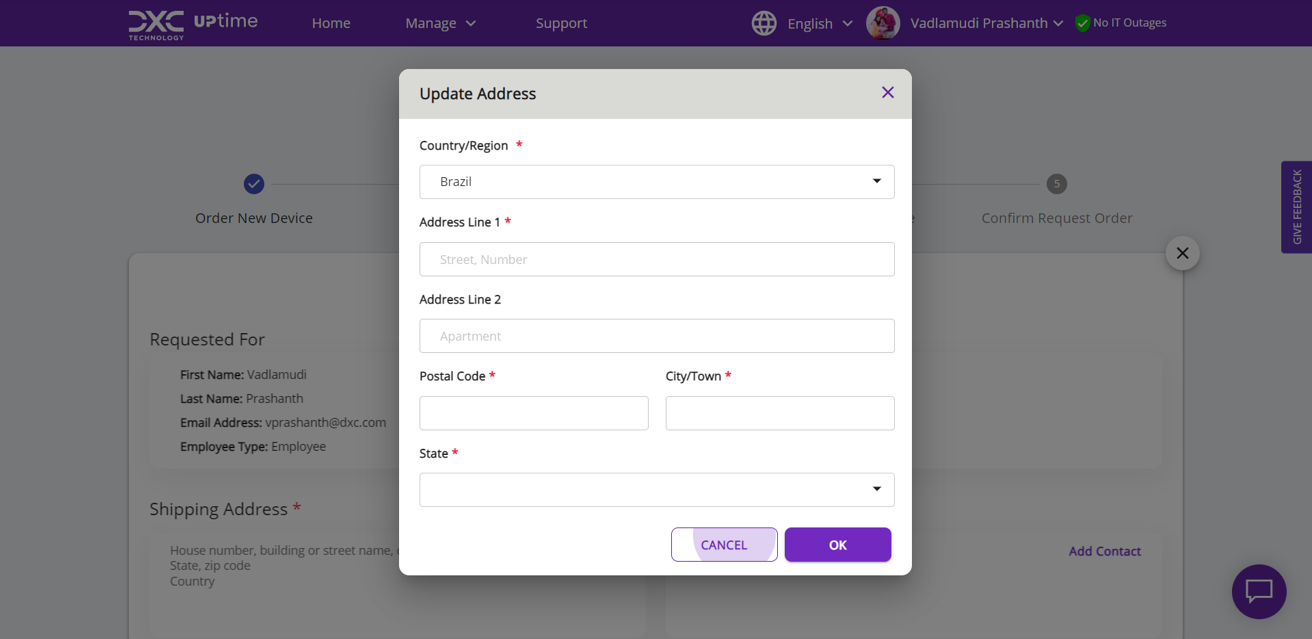 DXC TECHNOLOGY UPtime Home Manage Support English Vadlamudi Prashanth No IT Outages
Update Address
Country/Region *
Brazil
Address Line 1 *
Street, Number
Address Line 2
Apartment
Postal Code * City/Town *
State *
CANCEL OK
Order New Device
5
Confirm Request Order
GIVE FEEDBACK
Requested For
First Name: Vadlamudi
Last Name: Prashanth
Email Address: vprashanth@dxc.com
Employee Type: Employee
Shipping Address *
House number, building or street name,
State, zip code
Country
Add Contact